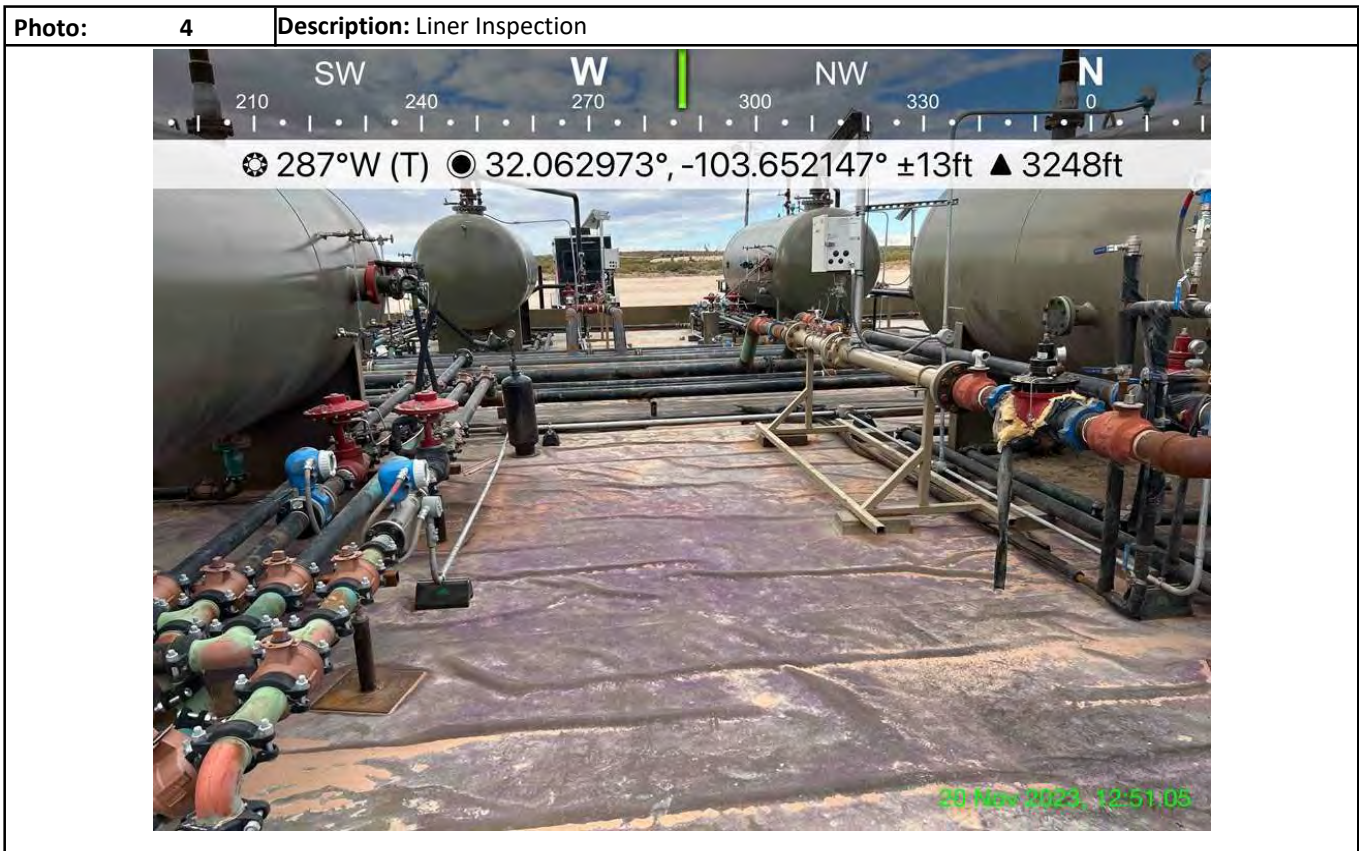 Photo: 4 Description: Liner Inspection
SW W NW N
210 240 270 300 330 0
287°W (T) 32.062973°, -103.652147° ±13ft ▲ 3248ft
20 Nov 2023, 12:51:05